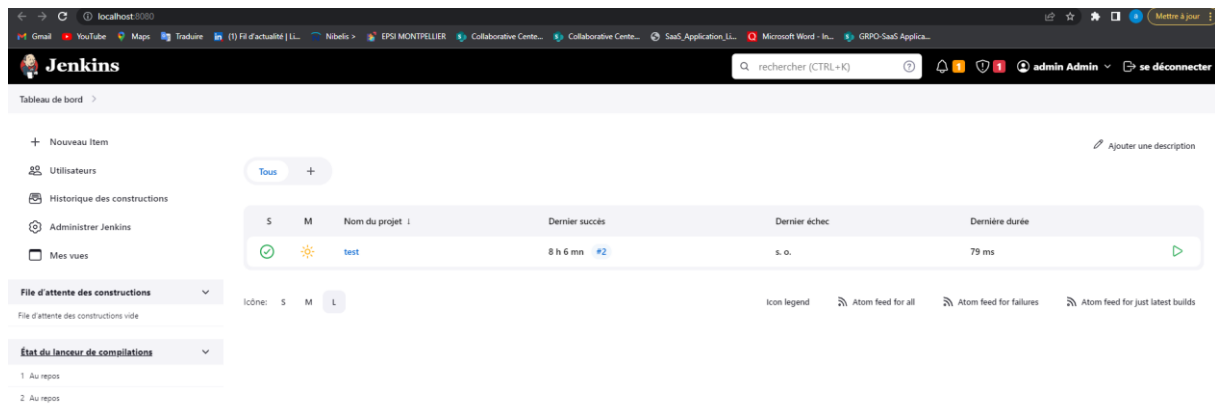 localhost:8080
Mettre à jour
Gmail YouTube Maps Traduire (1) Fil d'actualité | Li... Nibelis > EPSI MONTPELLIER Collaborative Cente... Collaborative Cente... SaaS_Application_Li... Microsoft Word - In... GRPO-SaaS Applica...
Jenkins rechercher (CTRL+K) 1 1 admin Admin se déconnecter
Tableau de bord
Nouveau Item
Ajouter une description
Utilisateurs
Tous +
Historique des constructions
Administrer Jenkins
Mes vues
S M Nom du projet ↓ Dernier succès Dernier échec Dernière durée
test 8 h 6 mn #2 s. o. 79 ms
File d'attente des constructions
File d'attente des constructions vide
Icône: S M L Icon legend Atom feed for all Atom feed for failures Atom feed for just latest builds
État du lanceur de compilations
1 Au repos
2 Au repos